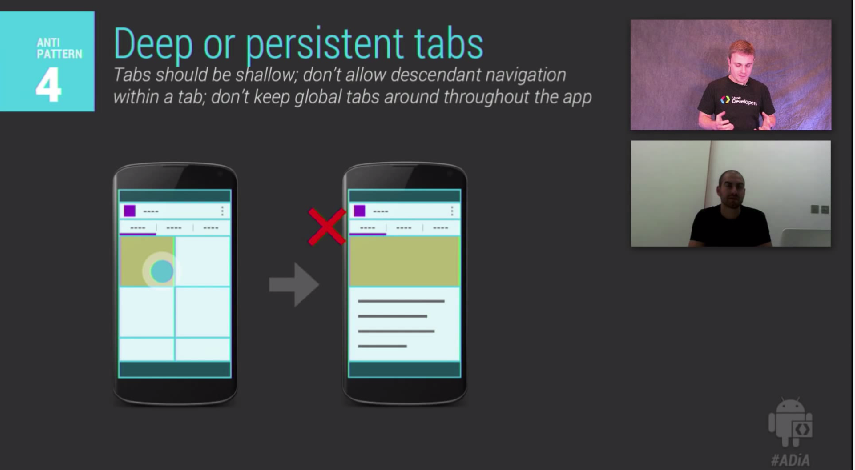 ANTI
PATTERN
4
Deep or persistent tabs
Tabs should be shallow; don't allow descendant navigation
within a tab; don't keep global tabs around throughout the app
Developers
#ADiA